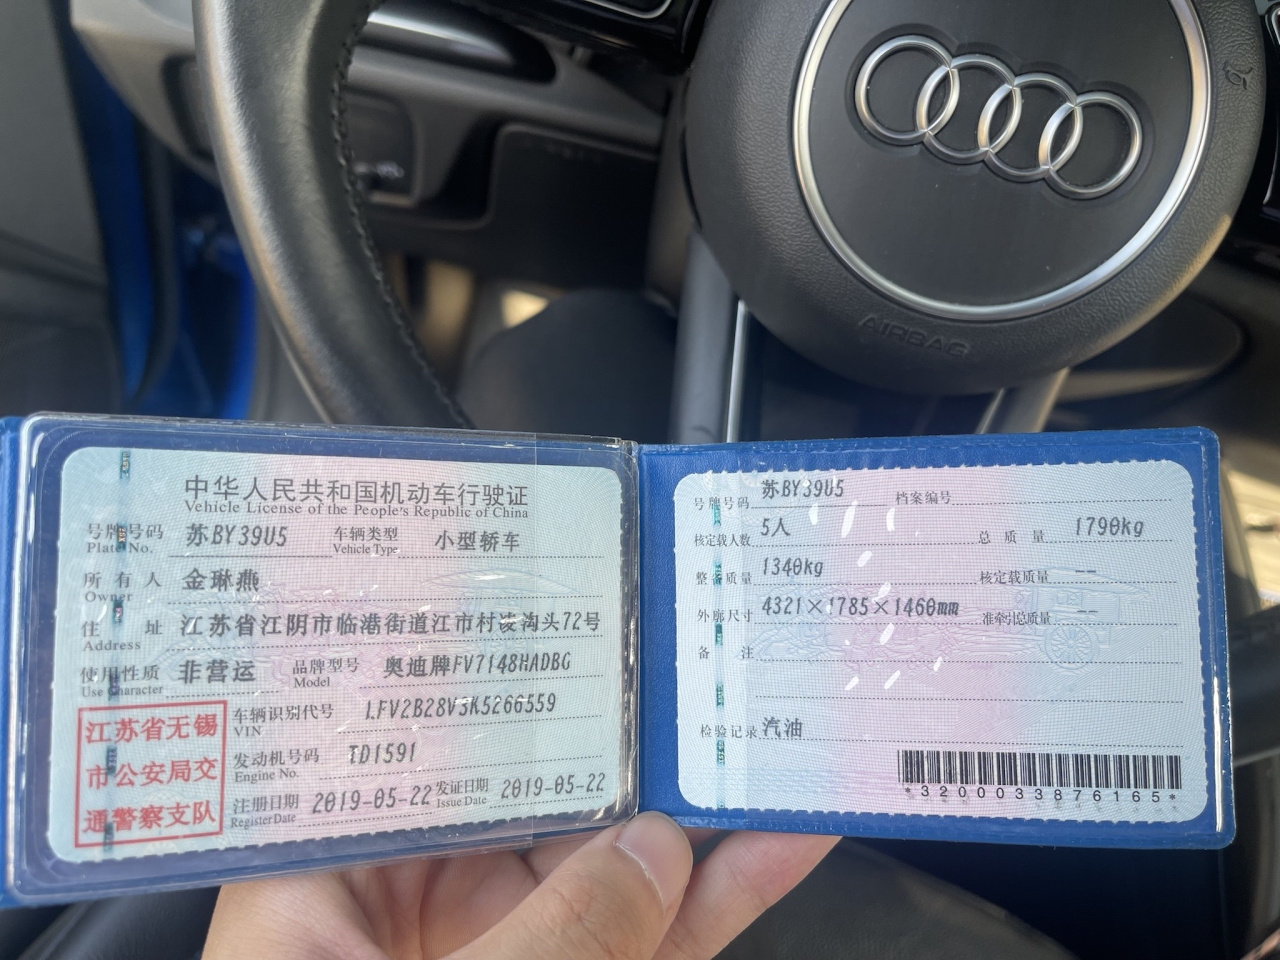 AIRBAG
中华人民共和国机动车行驶证
Vehicle License of the People's Republic of China
号牌号码 苏BY39U5 车辆类型 小型轿车
Plate No. Vehicle Type
所有人 金琳燕
Owner
住址 江苏省江阴市临港街道江市村凌沟头72号
Address
使用性质 非营运 品牌型号 奥迪牌FV7148HADBG
Use Character Model
江苏省无锡
市公安局交
通警察支队
车辆识别代号 LFV2B28V3K5266559
VIN
发动机号码 TD1591
Engine No.
注册日期 2019-05-22 发证日期 2019-05-22
Register Date Issue Date
号牌号码 苏BY39U5 档案编号
核定载人数 5人 总质量 1790kg
整备质量 1340kg 核定载质量 --
外廓尺寸 4321×1785×1460mm 准牵引总质量 --
备注
检验记录 汽油
*3200033876165*